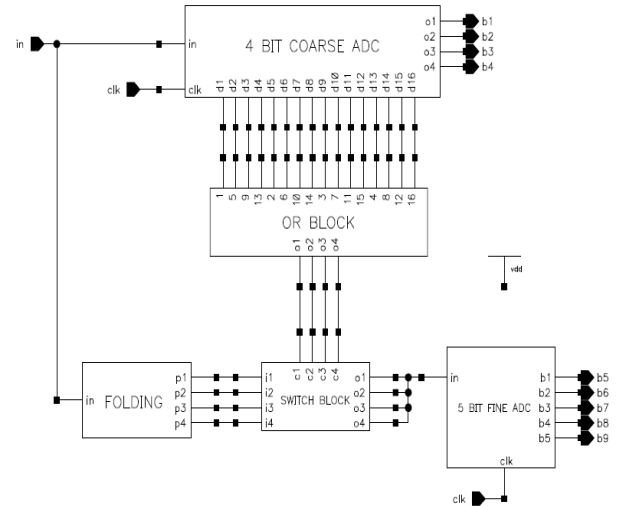 in
in
4 BIT COARSE ADC
o1 b1
o2 b2
o3 b3
o4 b4
clk
clk
d1 d2 d3 d4 d5 d6 d7 d8 d9 d10 d11 d12 d13 d14 d15 d16
1 5 9 13 2 6 10 14 3 7 11 15 4 8 12 16
OR BLOCK
o1 o2 o3 o4
vdd
c1 c2 c3 c4
in
FOLDING
p1
p2
p3
p4
i1
i2
i3
i4
SWITCH BLOCK
o1
o2
o3
o4
in
5 BIT FINE ADC
b1 b5
b2 b6
b3 b7
b4 b8
b5 b9
clk
clk